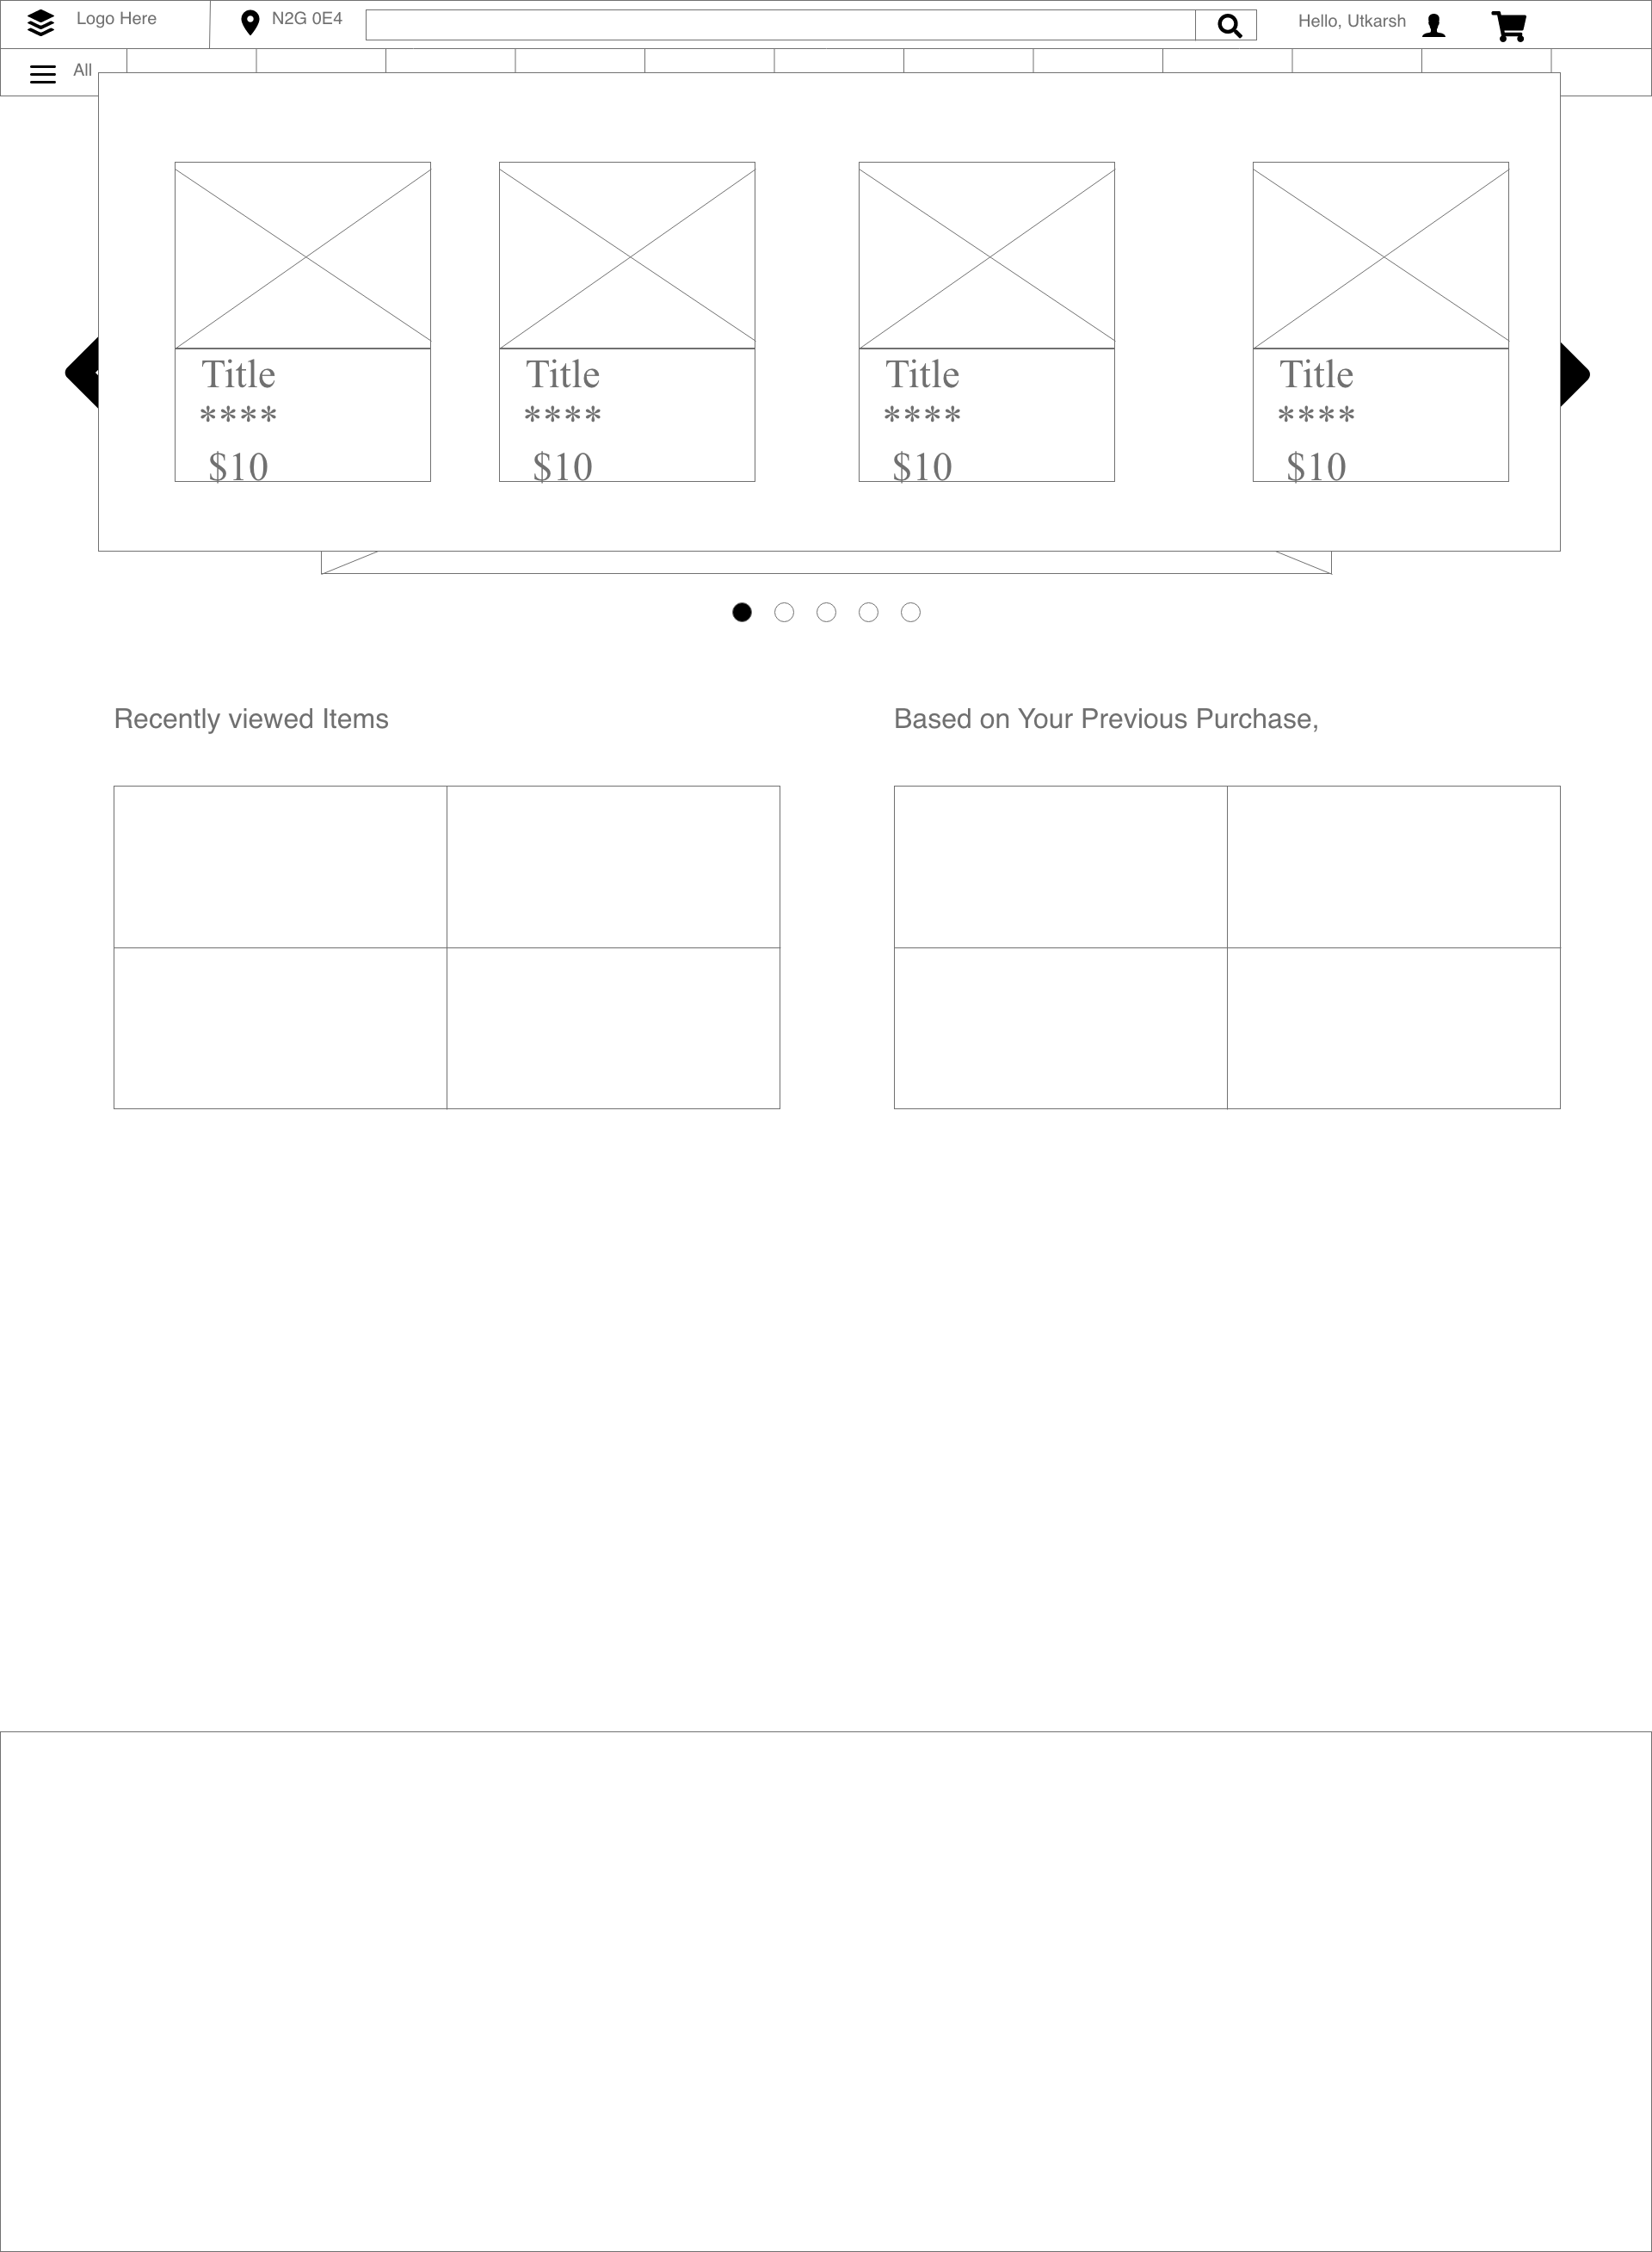 Logo Here
N2G 0E4
Hello, Utkarsh
All
Title
****
$10
Title
****
$10
Title
****
$10
Title
****
$10
Recently viewed Items
Based on Your Previous Purchase,